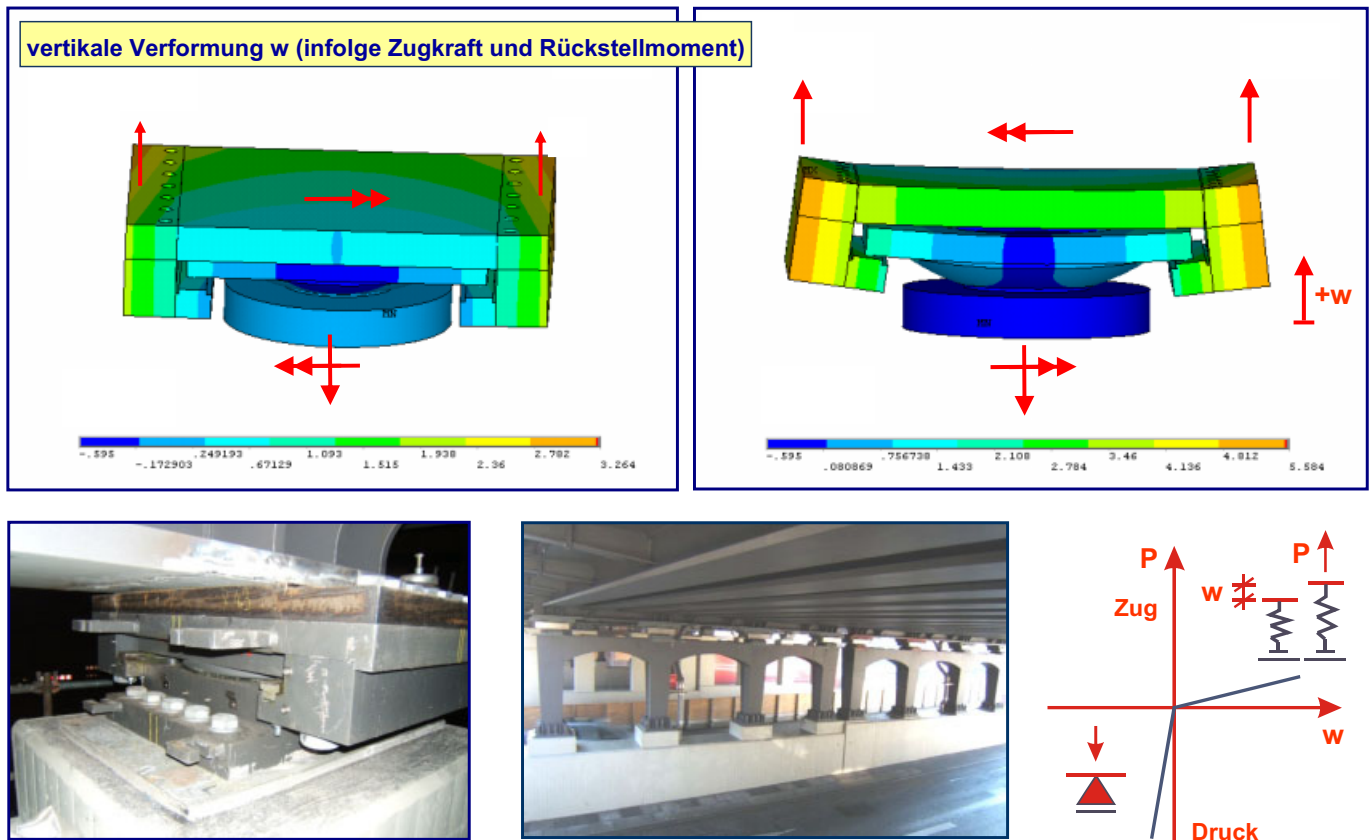 vertikale Verformung w (infolge Zugkraft und Rückstellmoment)
MX
MX
+w
-.595 .249193 1.093 1.938 2.782
-.172903 .67129 1.515 2.36 3.264
-.595 .756738 2.108 3.46 4.812
.080869 1.433 2.784 4.136 5.584
P P
w
Zug
w
Druck